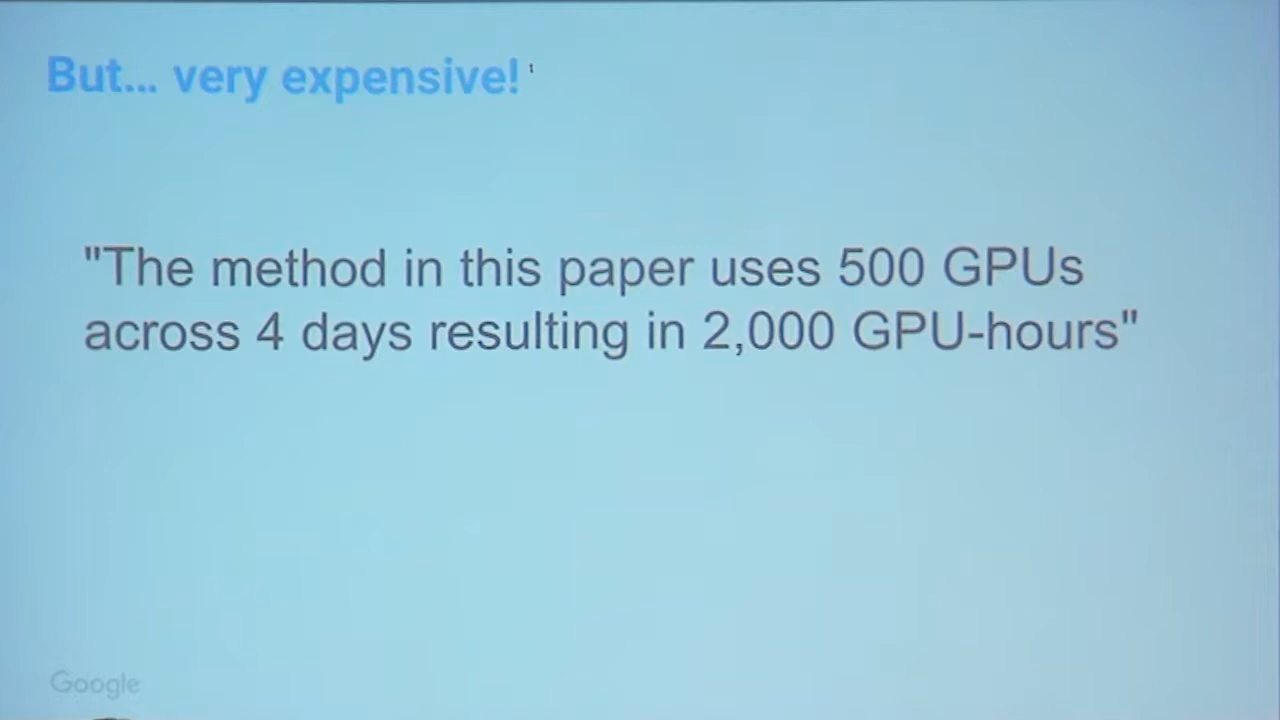 But... very expensive!
"The method in this paper uses 500 GPUs
across 4 days resulting in 2,000 GPU-hours"
Google